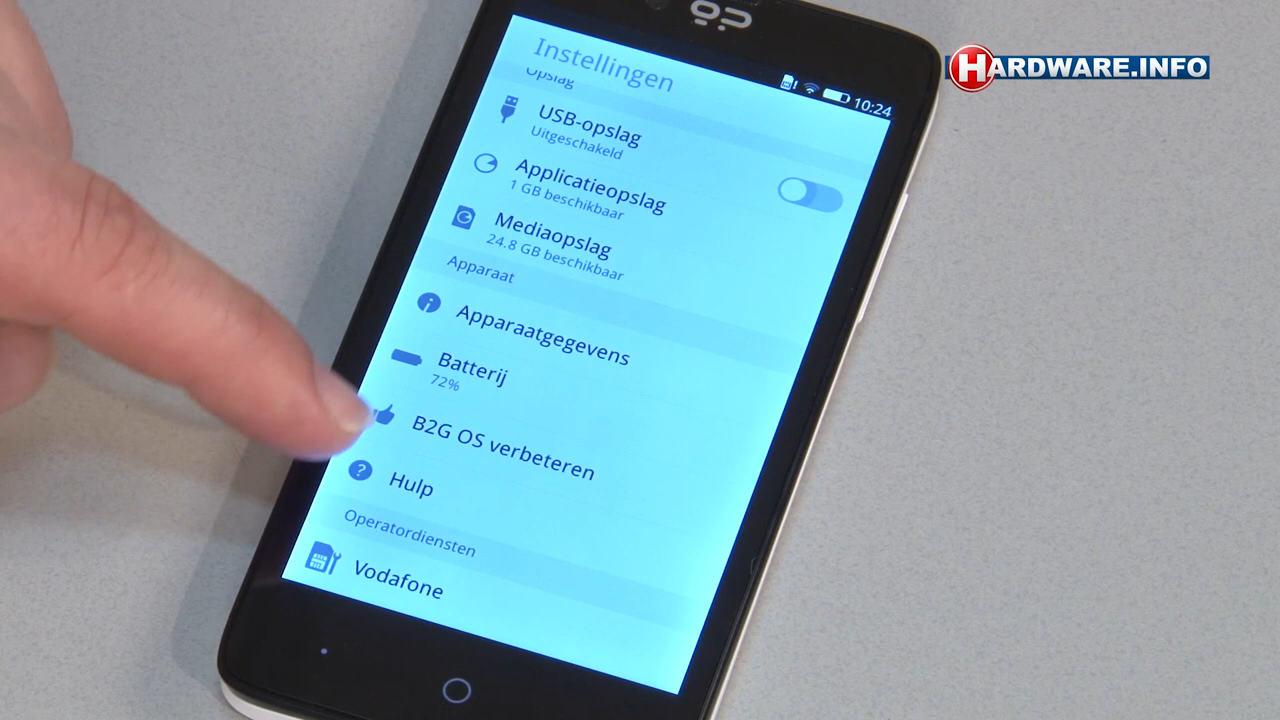 HARDWARE.INFO
Instellingen
10:24
Opslag
USB-opslag
Uitgeschakeld
Applicatieopslag
1 GB beschikbaar
Mediaopslag
24.8 GB beschikbaar
Apparaat
Apparaatgegevens
Batterij
72%
B2G OS verbeteren
Hulp
Operatordiensten
Vodafone